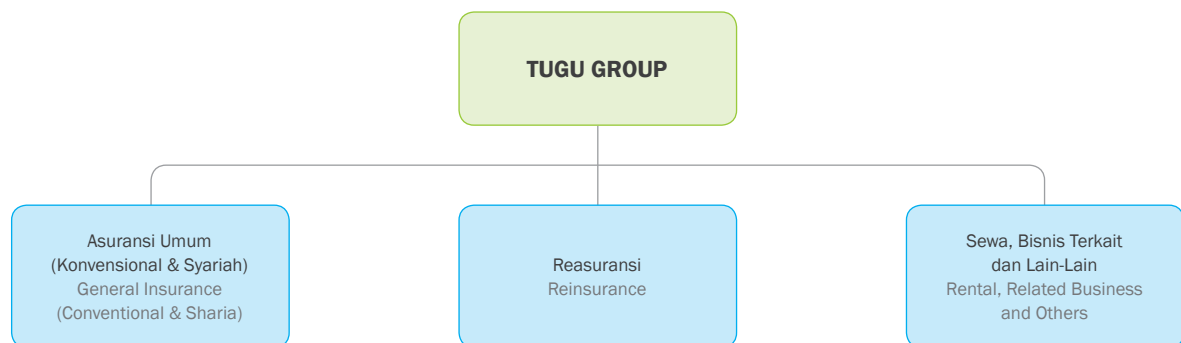 TUGU GROUP
Asuransi Umum
(Konvensional & Syariah)
General Insurance
(Conventional & Sharia)
Reasuransi
Reinsurance
Sewa, Bisnis Terkait
dan Lain-Lain
Rental, Related Business
and Others